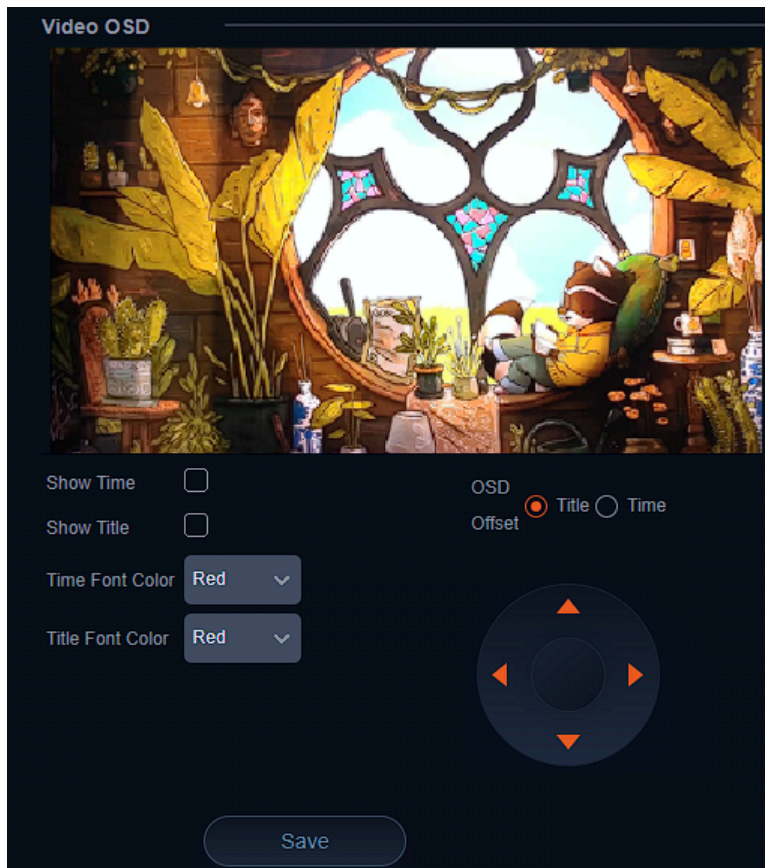 Video OSD
Show Time
Show Title
OSD
Offset
Title
Time
Time Font Color
Red
Title Font Color
Red
Save